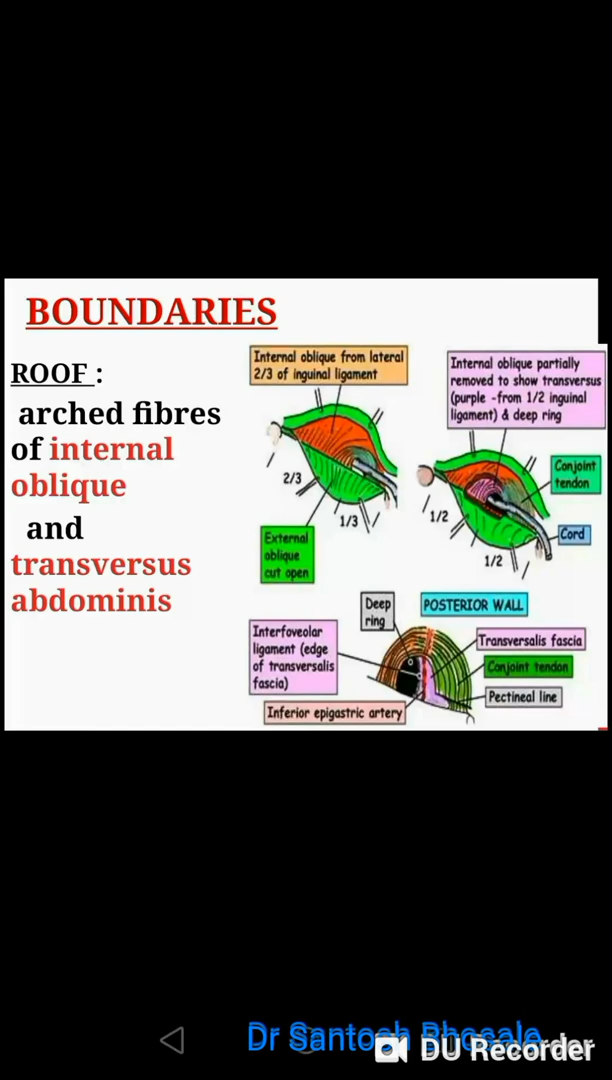 BOUNDARIES
ROOF :
arched fibres
of internal
oblique
and
transversus
abdominis
Internal oblique from lateral
2/3 of inguinal ligament
2/3
1/3
External
oblique
cut open
Internal oblique partially
removed to show transversus
(purple -from 1/2 inguinal
ligament) & deep ring
Conjoint
tendon
Cord
1/2
1/2
Deep
ring
POSTERIOR WALL
Interfoveolar
ligament (edge
of transversalis
fascia)
Transversalis fascia
Conjoint tendon
Pectineal line
Inferior epigastric artery
Dr Santosh Bhosale
DU Recorder